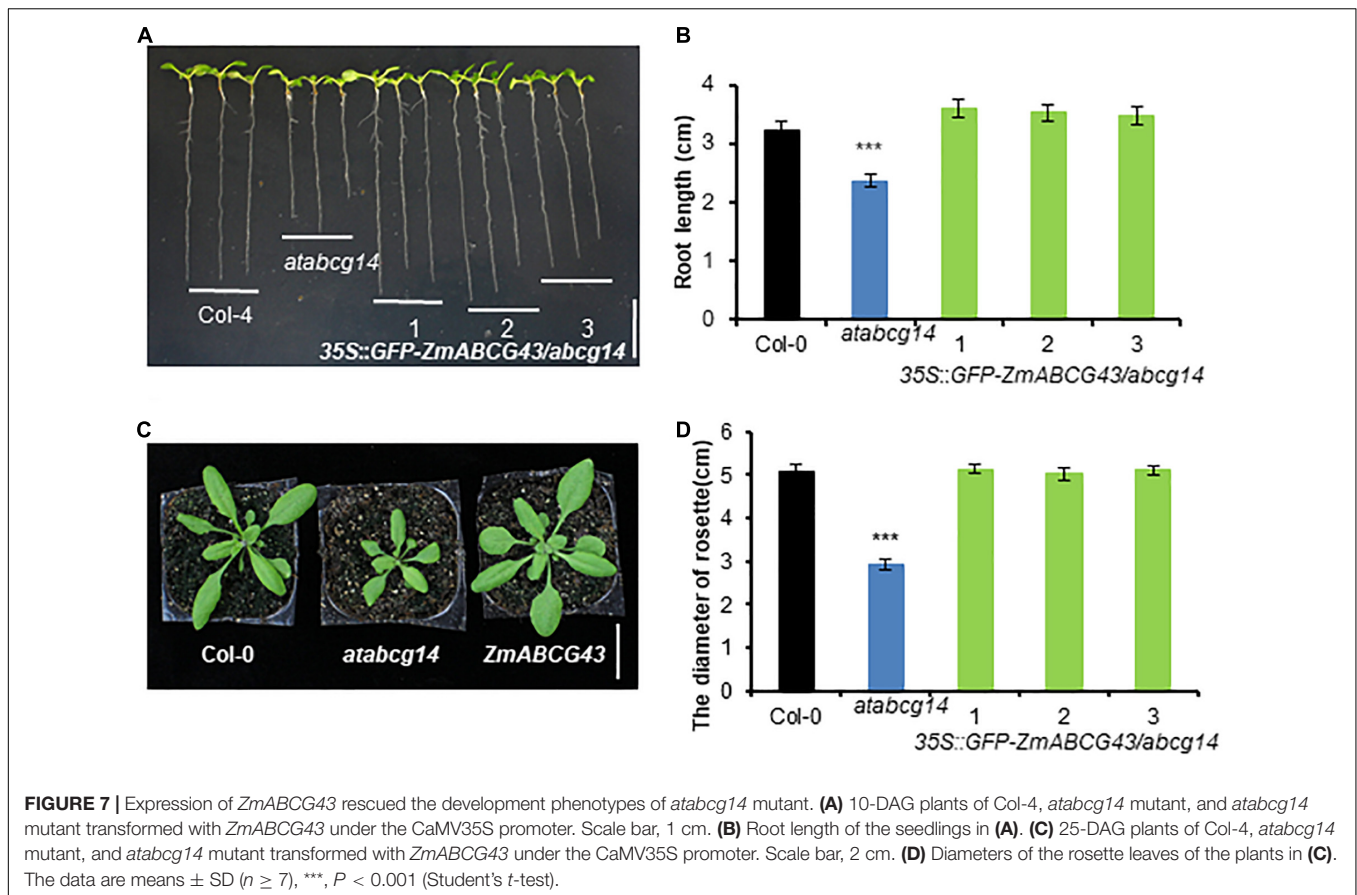 A
Col-4
atabcg14
1 2 3
35S::GFP-ZmABCG43/abcg14
B
Root length (cm)
4
3
2
1
0
***
Col-0 atabcg14 1 2 3
35S::GFP-ZmABCG43/abcg14
C
Col-0 atabcg14 ZmABCG43
D
The diameter of rosette(cm)
6
5
4
3
2
1
0
***
Col-0 atabcg14 1 2 3
35S::GFP-ZmABCG43/abcg14
FIGURE 7 | Expression of ZmABCG43 rescued the development phenotypes of atabcg14 mutant. (A) 10-DAG plants of Col-4, atabcg14 mutant, and atabcg14
mutant transformed with ZmABCG43 under the CaMV35S promoter. Scale bar, 1 cm. (B) Root length of the seedlings in (A). (C) 25-DAG plants of Col-4, atabcg14
mutant, and atabcg14 mutant transformed with ZmABCG43 under the CaMV35S promoter. Scale bar, 2 cm. (D) Diameters of the rosette leaves of the plants in (C).
The data are means ± SD (n ≥ 7), ***, P < 0.001 (Student's t-test).